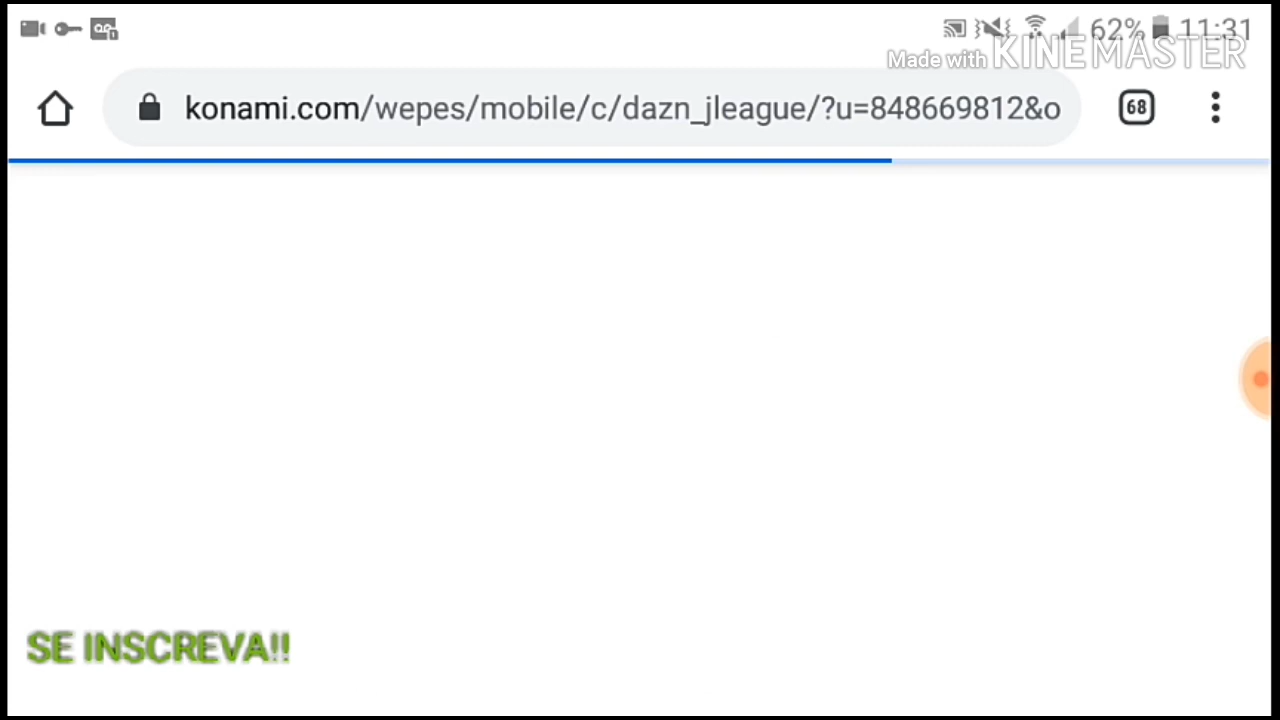 62% 11:31
Made with KINEMASTER
konami.com/wepes/mobile/c/dazn_jleague/?u=848669812&o
68
SE INSCREVA!!